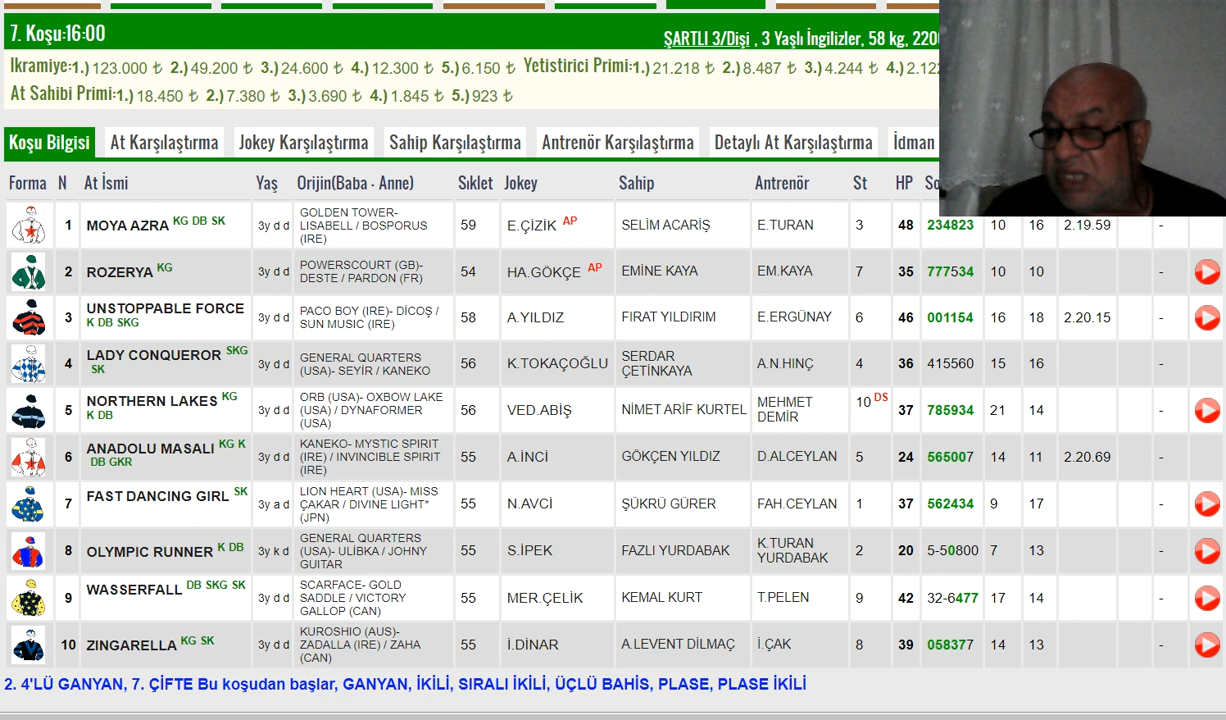 7. Koşu:16:00
ŞARTLI 3/Dişi , 3 Yaşlı İngilizler, 58 kg, 220
Ikramiye:1.) 123.000 ₺ 2.) 49.200 ₺ 3.) 24.600 ₺ 4.) 12.300 ₺ 5.) 6.150 ₺ Yetistirici Primi:1.) 21.218 ₺ 2.) 8.487 ₺ 3.) 4.244 ₺ 4.) 2.122
At Sahibi Primi:1.) 18.450 ₺ 2.) 7.380 ₺ 3.) 3.690 ₺ 4.) 1.845 ₺ 5.) 923 ₺
Koşu Bilgisi At Karşılaştırma Jokey Karşılaştırma Sahip Karşılaştırma Antrenör Karşılaştırma Detaylı At Karşılaştırma İdman
Forma N At İsmi Yaş Orijin(Baba - Anne) Sıklet Jokey Sahip Antrenör St HP So
1 MOYA AZRA KG DB SK 3y d d GOLDEN TOWER- LISABELL / BOSPORUS (IRE) 59 E.ÇİZİK AP SELİM ACARİŞ E.TURAN 3 48 234823 10 16 2.19.59 -
2 ROZERYA KG 3y d d POWERSCOURT (GB)- DESTE / PARDON (FR) 54 HA.GÖKÇE AP EMİNE KAYA EM.KAYA 7 35 777534 10 10 -
3 UNSTOPPABLE FORCE K DB SKG 3y d d PACO BOY (IRE)- DİCOŞ / SUN MUSIC (IRE) 58 A.YILDIZ FIRAT YILDIRIM E.ERGÜNAY 6 46 001154 16 18 2.20.15 -
4 LADY CONQUEROR SKG SK 3y d d GENERAL QUARTERS (USA)- SEYİR / KANEKO 56 K.TOKAÇOĞLU SERDAR ÇETİNKAYA A.N.HINÇ 4 36 415560 15 16
5 NORTHERN LAKES KG K DB 3y d d ORB (USA)- OXBOW LAKE (USA) / DYNAFORMER (USA) 56 VED.ABİŞ NİMET ARİF KURTEL MEHMET DEMİR 10 DS 37 785934 21 14 -
6 ANADOLU MASALI KG K DB GKR 3y d d KANEKO- MYSTIC SPIRIT (IRE) / INVINCIBLE SPIRIT (IRE) 55 A.İNCİ GÖKÇEN YILDIZ D.ALCEYLAN 5 24 565007 14 11 2.20.69 -
7 FAST DANCING GIRL SK 3y a d LION HEART (USA)- MISS ÇAKAR / DIVINE LIGHT* (JPN) 55 N.AVCİ ŞÜKRÜ GÜRER FAH.CEYLAN 1 37 562434 9 17 -
8 OLYMPIC RUNNER K DB 3y k d GENERAL QUARTERS (USA)- ULİBKA / JOHNY GUITAR 55 S.İPEK FAZLI YURDABAK K.TURAN YURDABAK 2 20 5-50800 7 13 -
9 WASSERFALL DB SKG SK 3y d d SCARFACE- GOLD SADDLE / VICTORY GALLOP (CAN) 55 MER.ÇELİK KEMAL KURT T.PELEN 9 42 32-6477 17 14 -
10 ZINGARELLA KG SK 3y d d KUROSHIO (AUS)- ZADALLA (IRE) / ZAHA (CAN) 55 İ.DİNAR A.LEVENT DİLMAÇ İ.ÇAK 8 39 058377 14 13 -
2. 4'LÜ GANYAN, 7. ÇİFTE Bu koşudan başlar, GANYAN, İKİLİ, SIRALI İKİLİ, ÜÇLÜ BAHİS, PLASE, PLASE İKİLİ